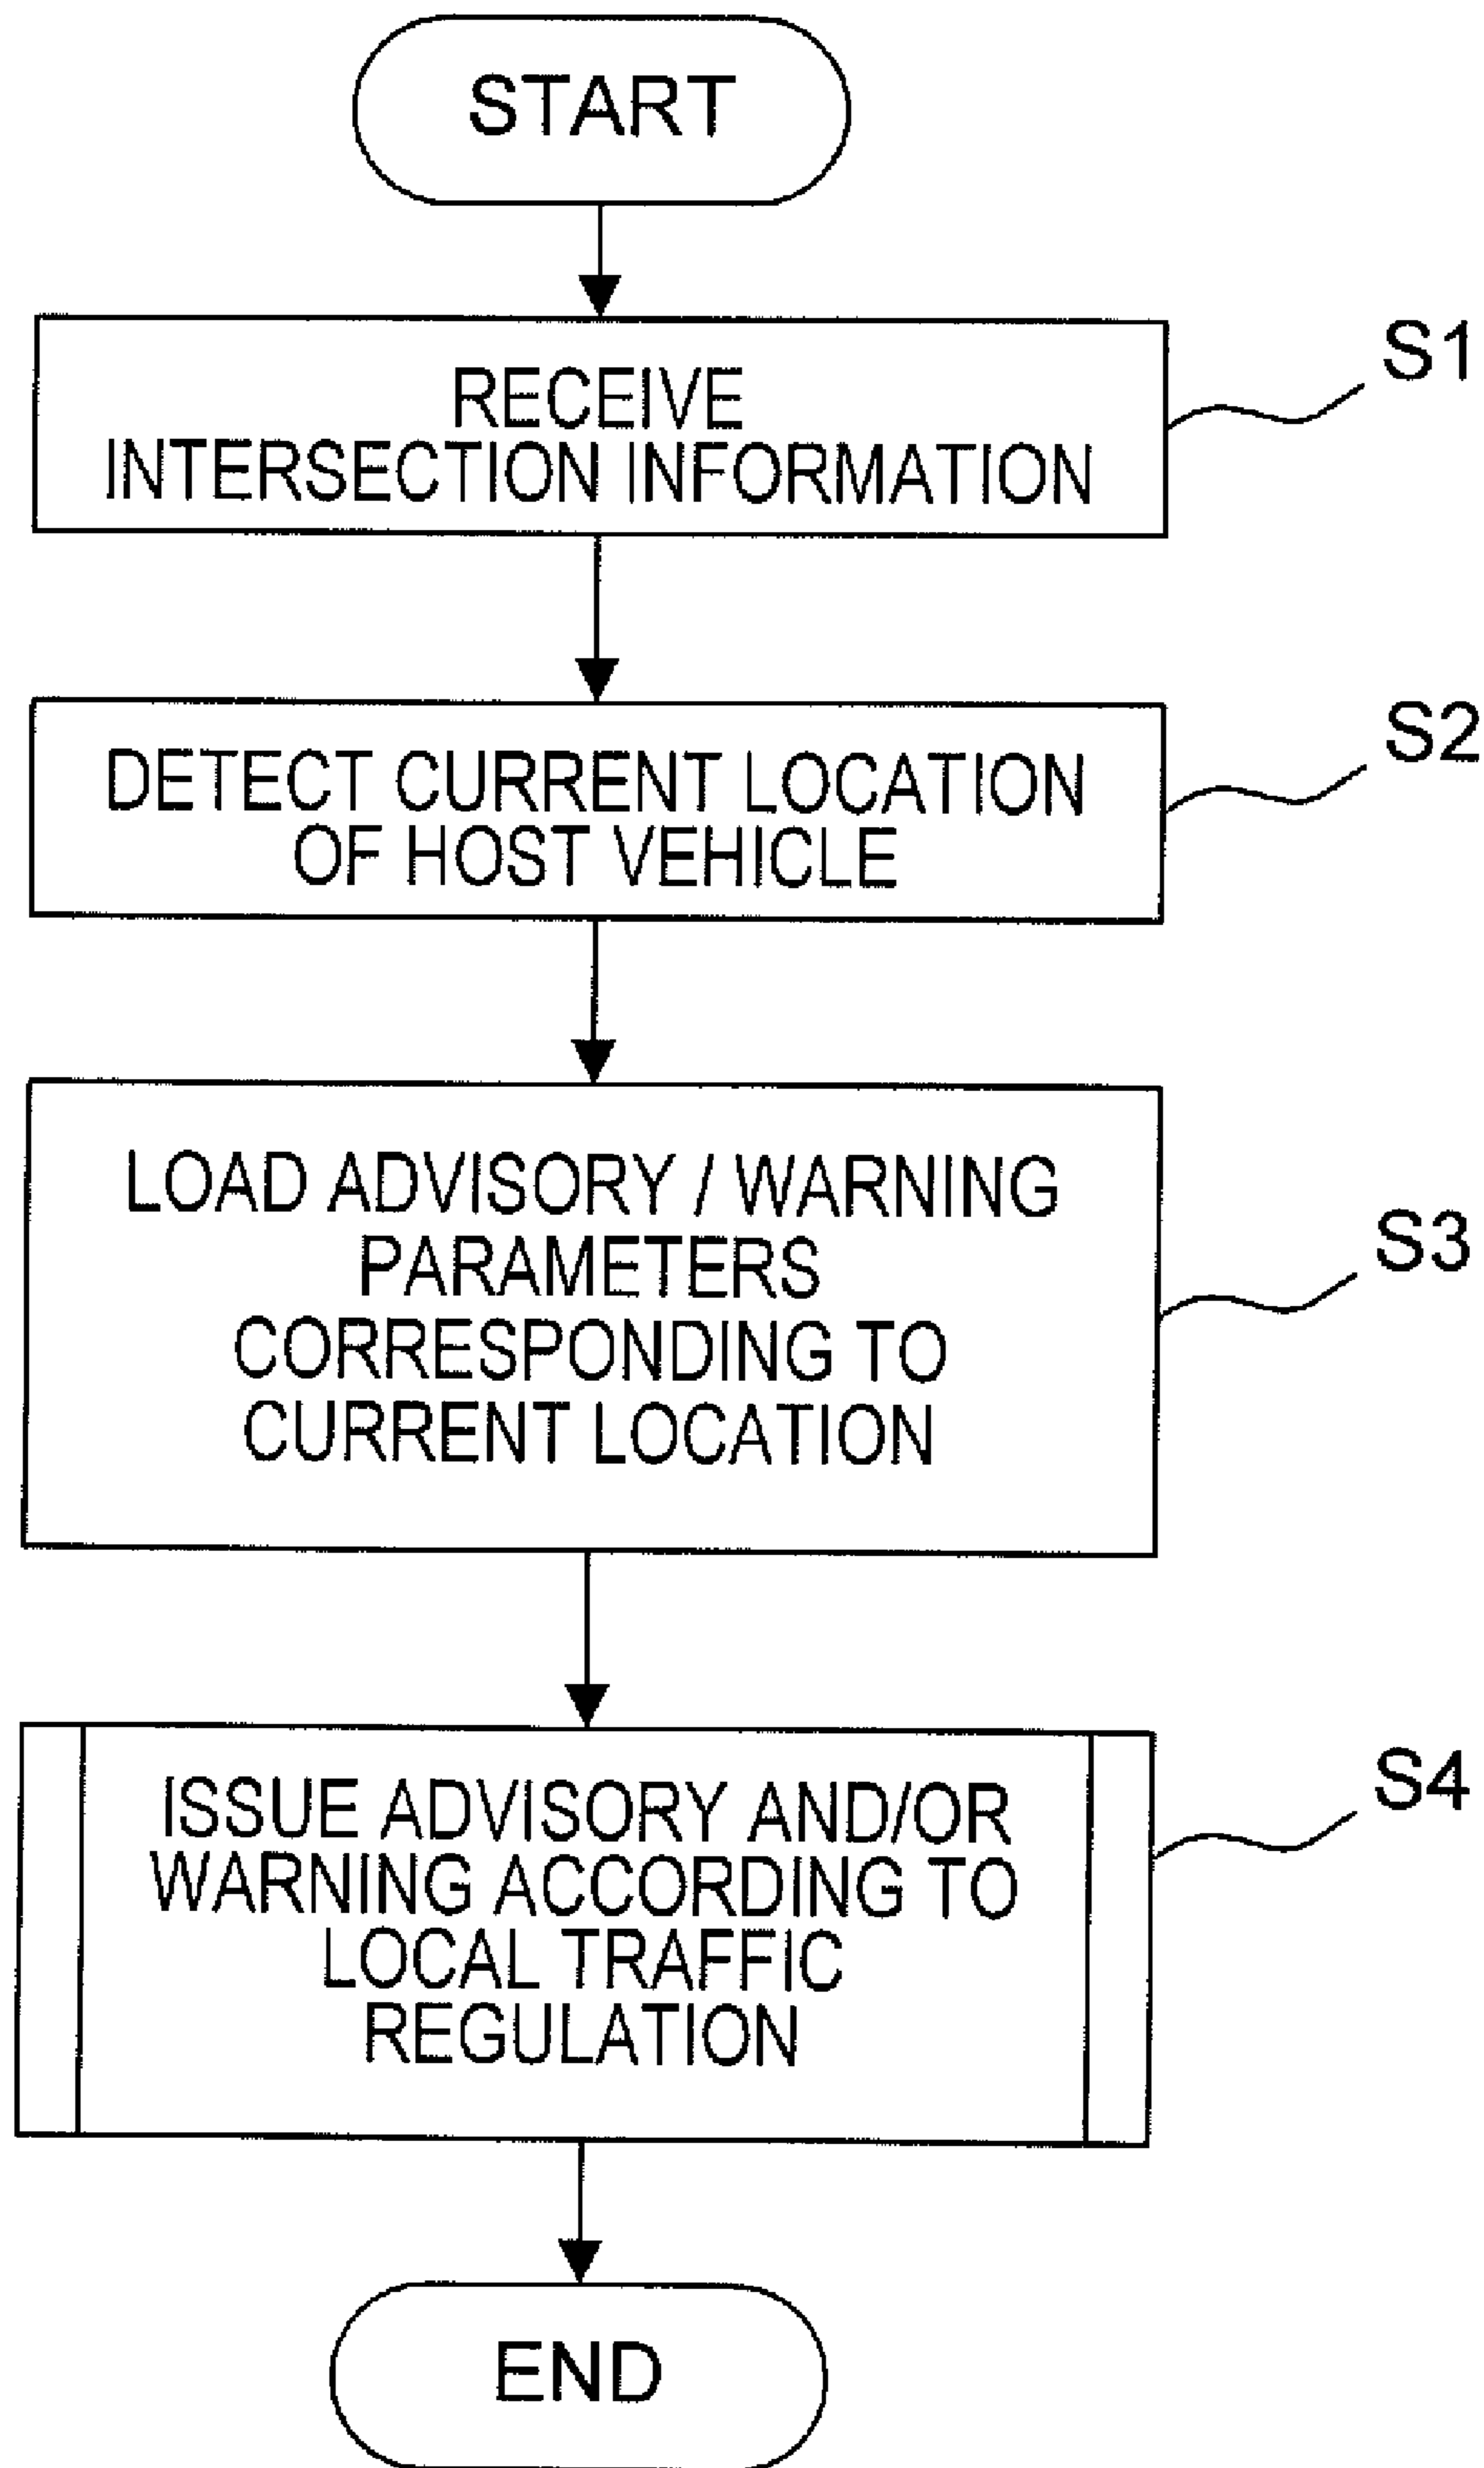 START
RECEIVE
INTERSECTION INFORMATION
S1
DETECT CURRENT LOCATION
OF HOST VEHICLE
S2
LOAD ADVISORY / WARNING
PARAMETERS
CORRESPONDING TO
CURRENT LOCATION
S3
ISSUE ADVISORY AND/OR
WARNING ACCORDING TO
LOCAL TRAFFIC
REGULATION
S4
END